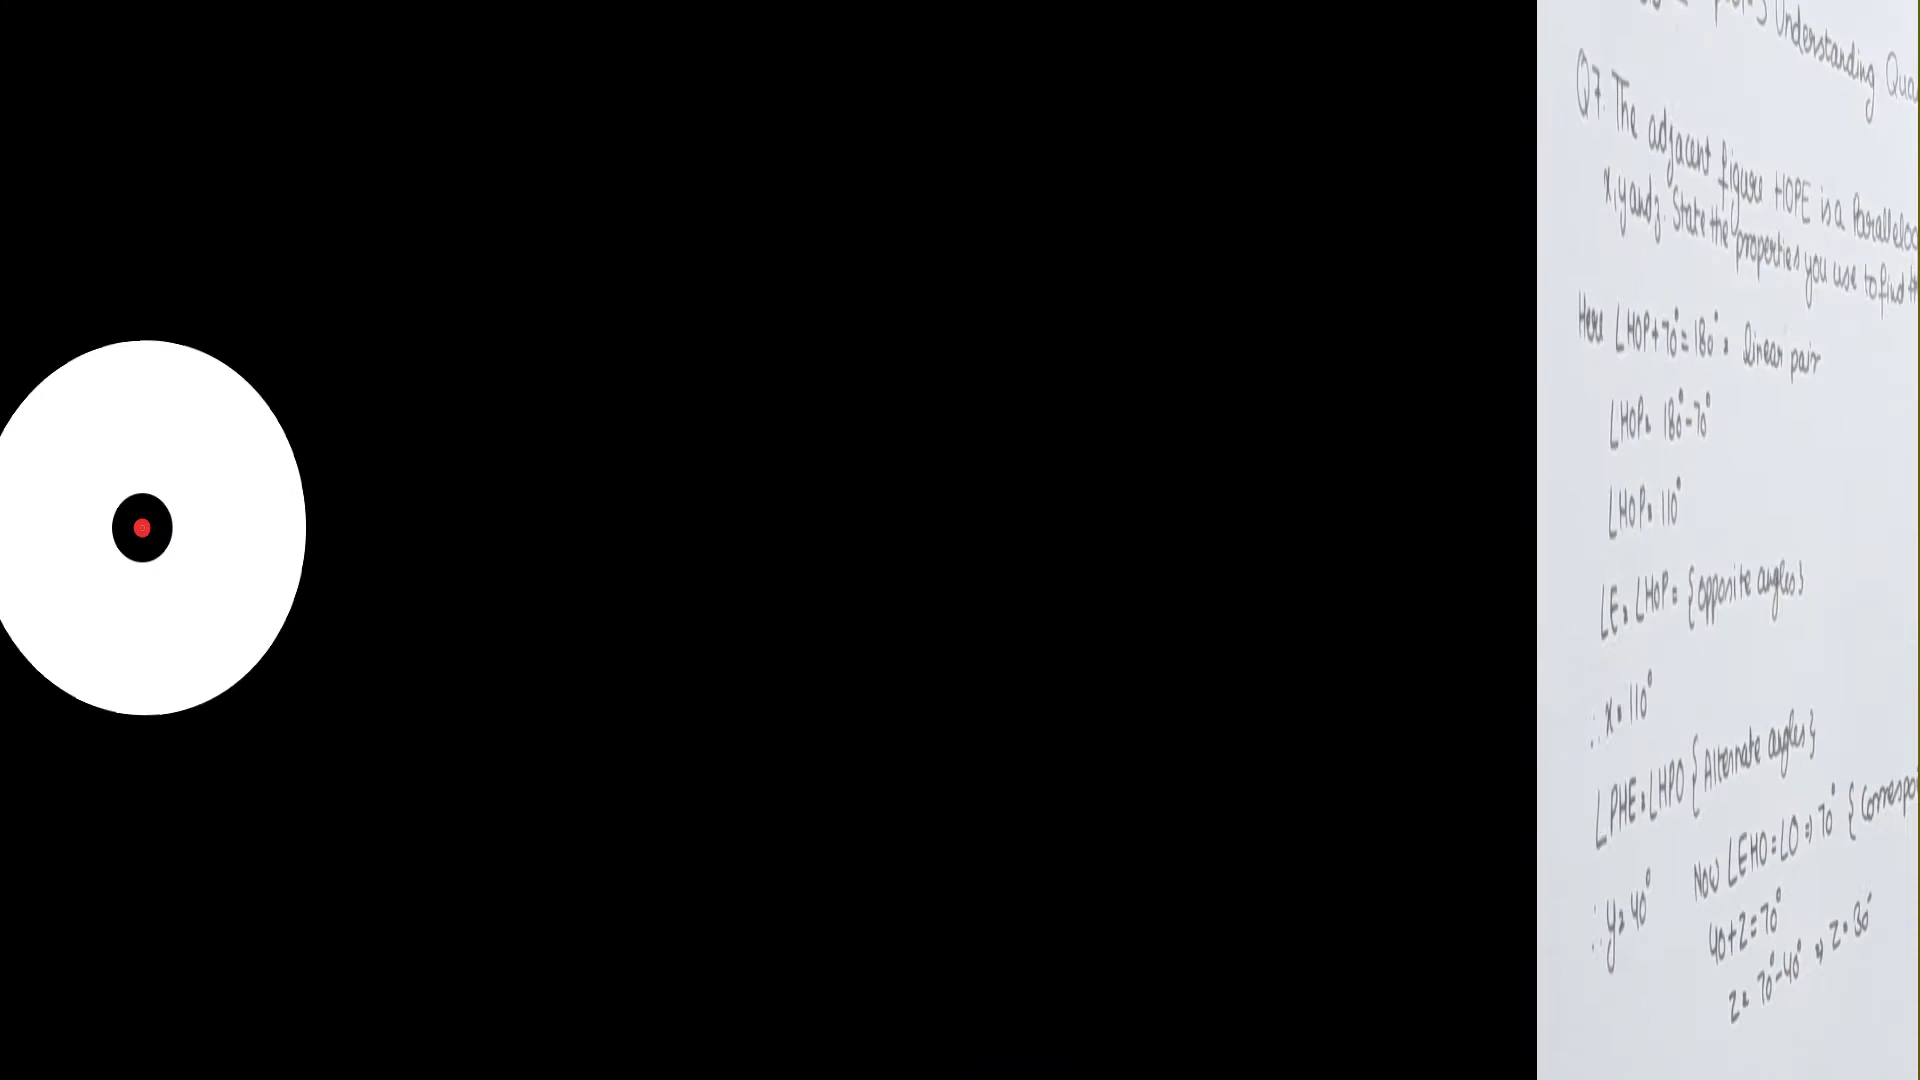 Understanding Qua
Q7. The adjacent figure HOPE is a Parallelog
x, y and z. State the properties you use to find th
Here ∠HOP + 70° = 180° = linear pair
∠HOP = 180° - 70°
∠HOP = 110°
∠E = ∠HOP = {opposite angles}
∴ x = 110°
∠PHE = ∠HPO {Alternate angles}
∴ y = 40°
Now ∠EHO = ∠O ⇒ 70° {Correspo
40 + Z = 70°
Z = 70° - 40° ⇒ Z = 30°